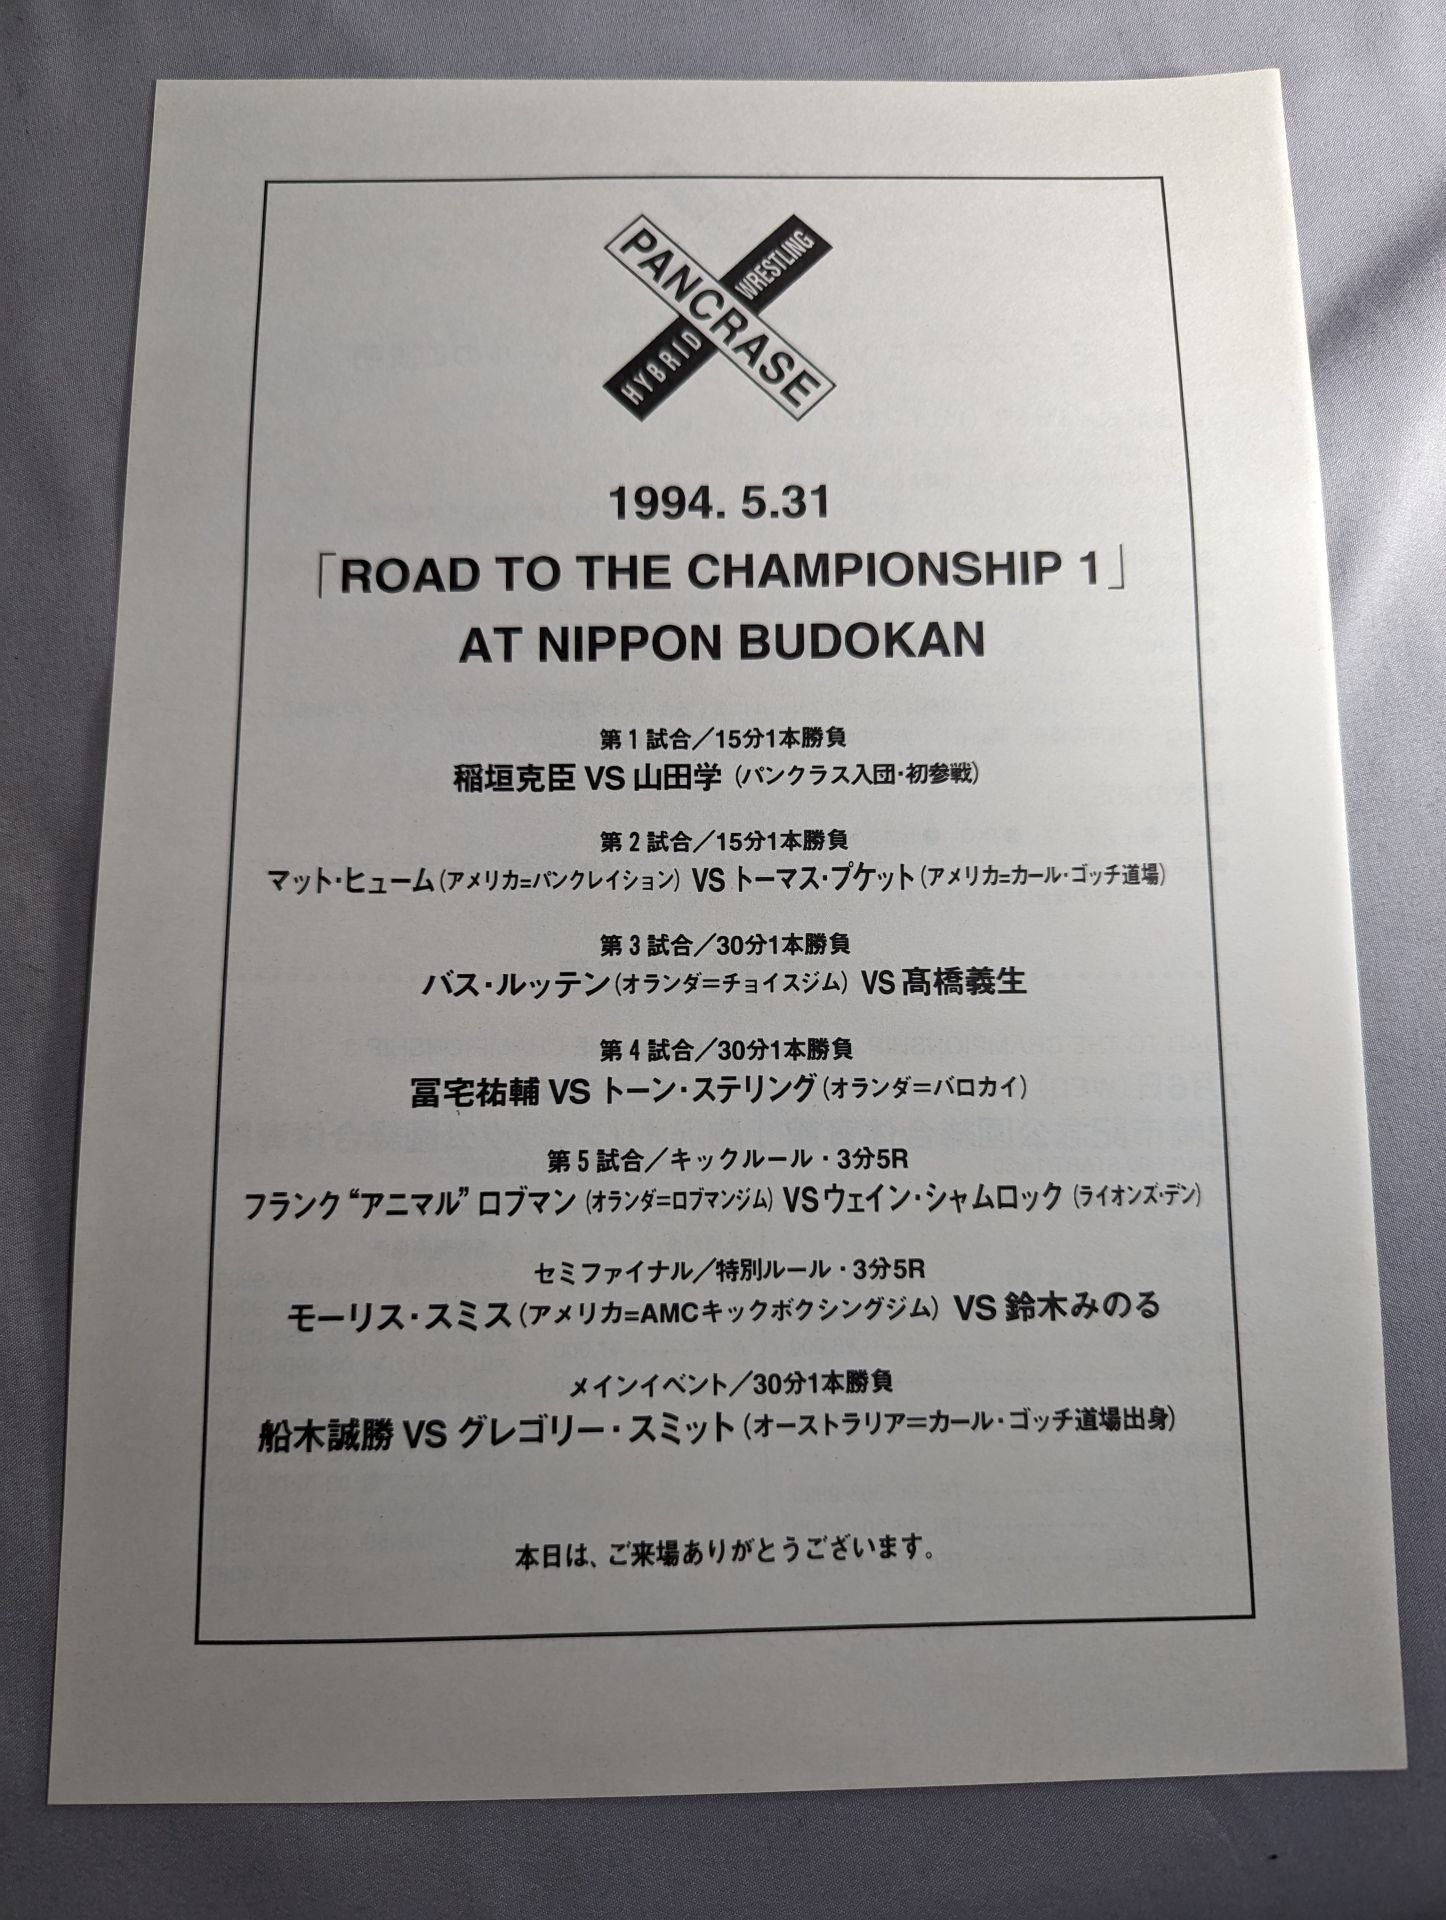 PANCRASE
HYBRID WRESTLING
1994. 5.31
「ROAD TO THE CHAMPIONSHIP 1」
AT NIPPON BUDOKAN
第1試合／15分1本勝負
稲垣克臣 VS 山田学（パンクラス入団・初参戦）
第2試合／15分1本勝負
マット・ヒューム（アメリカ=パンクレイション） VS トーマス・プケット（アメリカ=カール・ゴッチ道場）
第3試合／30分1本勝負
バス・ルッテン（オランダ＝チョイスジム） VS 髙橋義生
第4試合／30分1本勝負
冨宅祐輔 VS トーン・ステリング（オランダ＝バロカイ）
第5試合／キックルール・3分5R
フランク“アニマル”ロブマン（オランダ=ロブマンジム） VS ウェイン・シャムロック（ライオンズ・デン）
セミファイナル／特別ルール・3分5R
モーリス・スミス（アメリカ=AMCキックボクシングジム） VS 鈴木みのる
メインイベント／30分1本勝負
船木誠勝 VS グレゴリー・スミット（オーストラリア＝カール・ゴッチ道場出身）
本日は、ご来場ありがとうございます。